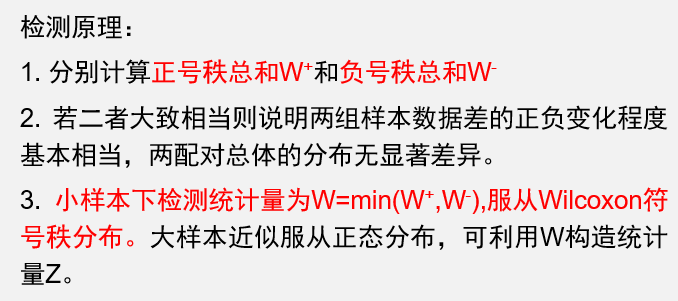 检测原理：
1. 分别计算正号秩总和W⁺和负号秩总和W⁻
2. 若二者大致相当则说明两组样本数据差的正负变化程度
基本相当，两配对总体的分布无显著差异。
3. 小样本下检测统计量为W=min(W⁺,W⁻),服从Wilcoxon符
号秩分布。大样本近似服从正态分布，可利用W构造统计
量Z。